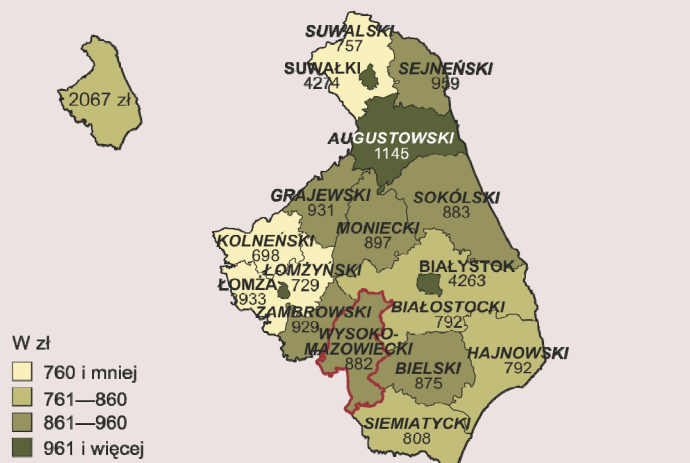 SUWALSKI
757
SUWAŁKI
4274
SEJNEŃSKI
959
2067 zł
AUGUSTOWSKI
1145
GRAJEWSKI
931
SOKÓLSKI
883
MONIECKI
897
KOLNEŃSKI
698
ŁOMŻYŃSKI
729
ŁOMŻA
3933
BIAŁYSTOK
4263
BIAŁOSTOCKI
792
ZAMBROWSKI
929
WYSOKO-
MAZOWIECKI
882
BIELSKI
875
HAJNOWSKI
792
SIEMIATYCKI
808
W zł
760 i mniej
761—860
861—960
961 i więcej